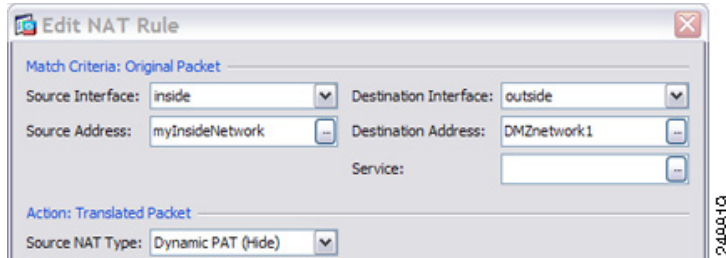 Edit NAT Rule
Match Criteria: Original Packet
Source Interface: inside Destination Interface: outside
Source Address: myInsideNetwork ... Destination Address: DMZnetwork1 ...
Service: ...
Action: Translated Packet
Source NAT Type: Dynamic PAT (Hide)
248919